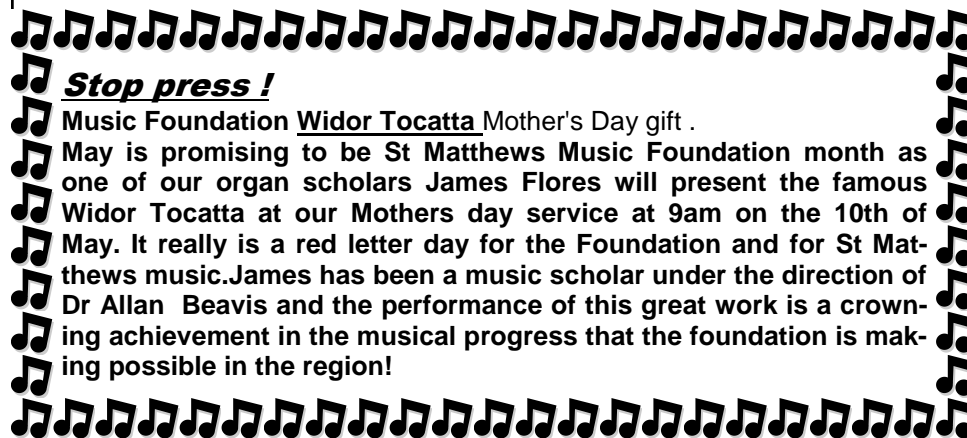 Stop press !
Music Foundation Widor Tocatta Mother's Day gift .
May is promising to be St Matthews Music Foundation month as
one of our organ scholars James Flores will present the famous
Widor Tocatta at our Mothers day service at 9am on the 10th of
May. It really is a red letter day for the Foundation and for St Mat-
thews music.James has been a music scholar under the direction of
Dr Allan  Beavis and the performance of this great work is a crown-
ing achievement in the musical progress that the foundation is mak-
ing possible in the region!